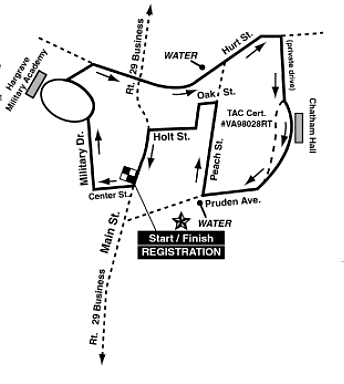 Rt. 29 Business
Hargrave
Military Academy
WATER
Hurt St.
(private drive)
Oak St.
TAC Cert.
#VA98028RT
Chatham Hall
Holt St.
Military Dr.
Peach St.
Center St.
Pruden Ave.
WATER
Main St.
Start / Finish
REGISTRATION
Rt. 29 Business